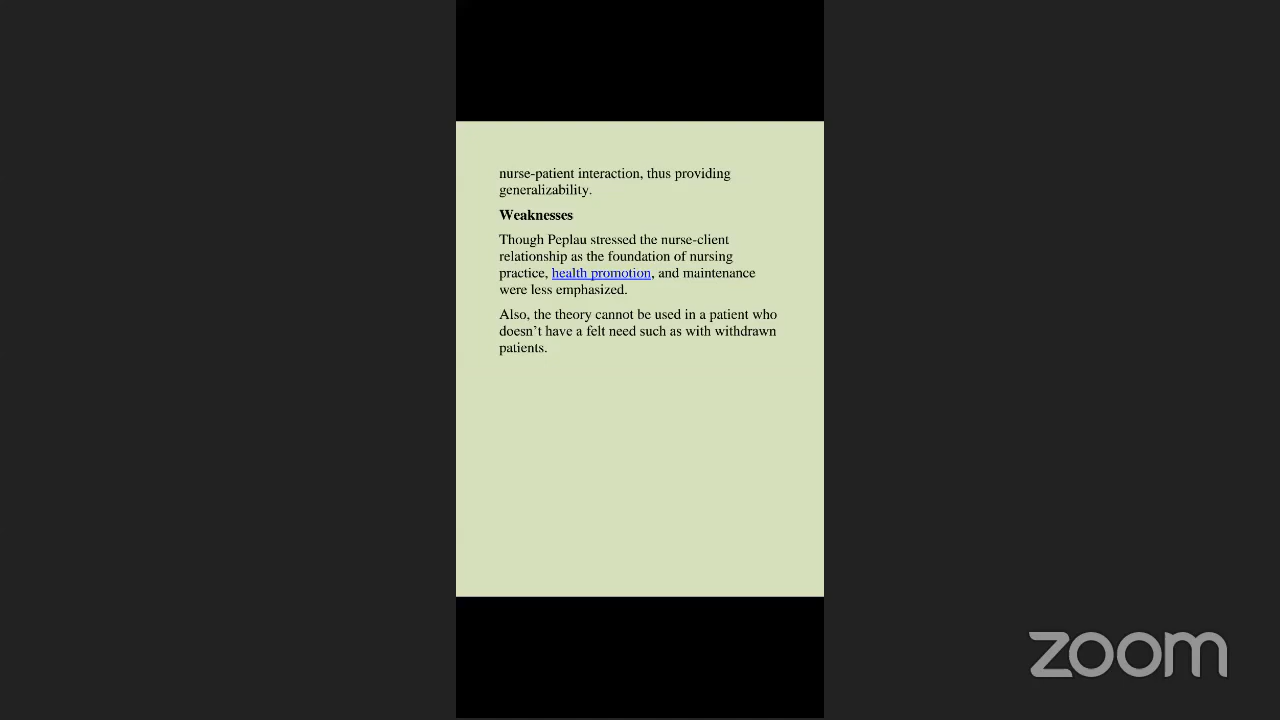 nurse-patient interaction, thus providing
generalizability.
Weaknesses
Though Peplau stressed the nurse-client
relationship as the foundation of nursing
practice, health promotion, and maintenance
were less emphasized.
Also, the theory cannot be used in a patient who
doesn’t have a felt need such as with withdrawn
patients.
zoom